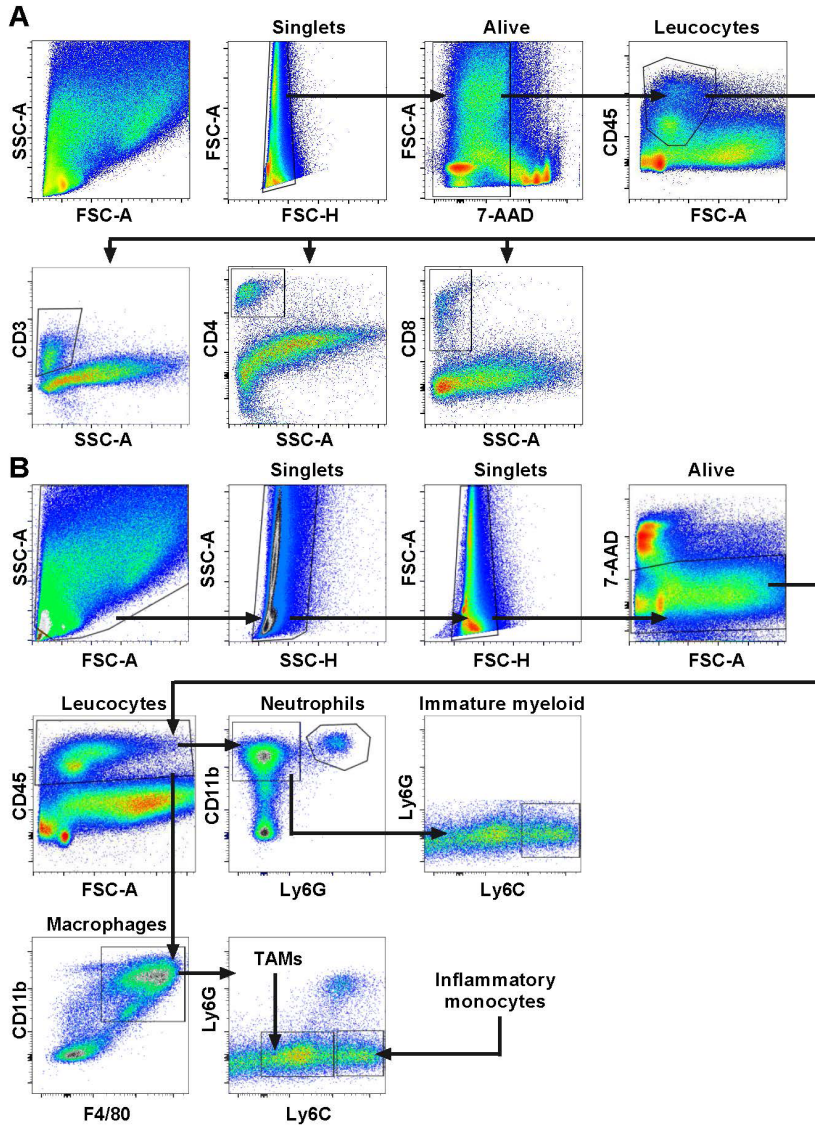 A
Singlets
Alive
Leucocytes
SSC-A
FSC-A
FSC-A
FSC-H
FSC-A
7-AAD
CD45
FSC-A
CD3
SSC-A
CD4
SSC-A
CD8
SSC-A
B
Singlets
Singlets
Alive
SSC-A
FSC-A
SSC-A
SSC-H
FSC-A
FSC-H
7-AAD
FSC-A
Leucocytes
Neutrophils
Immature myeloid
CD45
FSC-A
CD11b
Ly6G
Ly6G
Ly6C
Macrophages
CD11b
F4/80
TAMs
Ly6G
Ly6C
Inflammatory
monocytes